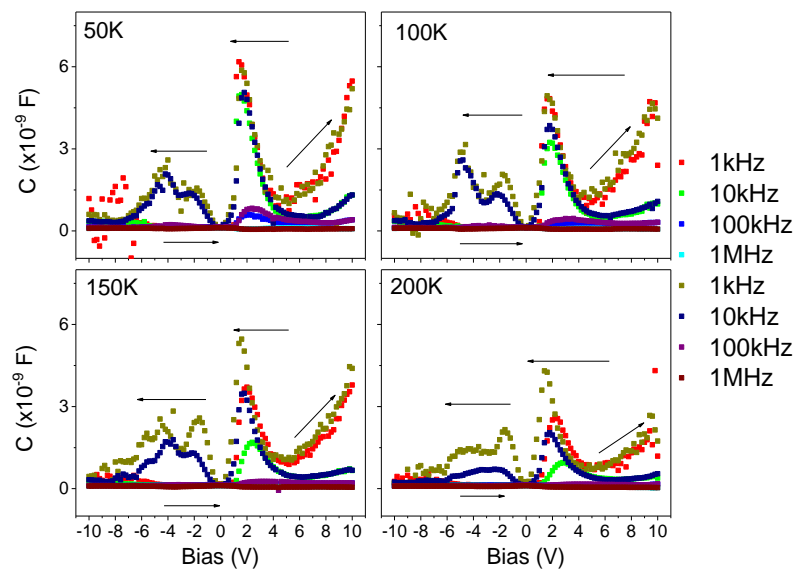 50K
100K
6
3
0
C (x10⁻⁹ F)
1kHz
10kHz
100kHz
1MHz
1kHz
10kHz
100kHz
1MHz
150K
200K
6
3
0
C (x10⁻⁹ F)
-10 -8 -6 -4 -2 0 2 4 6 8 10
-10 -8 -6 -4 -2 0 2 4 6 8 10
Bias (V)
Bias (V)